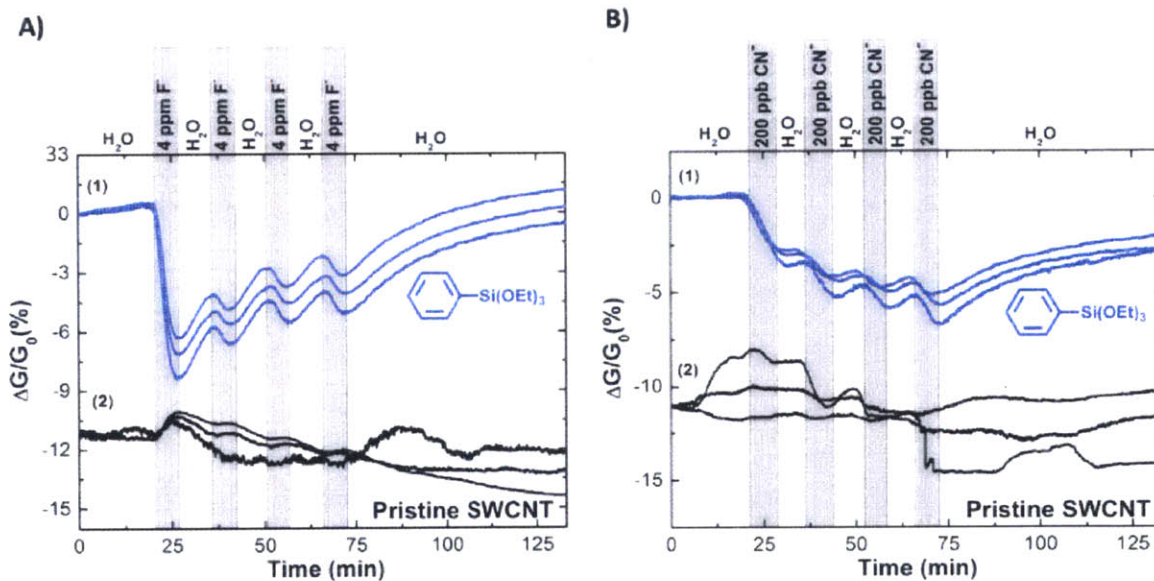 A)
H₂O
4 ppm F⁻
H₂O
4 ppm F⁻
H₂O
4 ppm F⁻
H₂O
4 ppm F⁻
H₂O
33
0
-3
-6
-9
-12
-15
ΔG/G₀(%)
(1)
Si(OEt)₃
(2)
Pristine SWCNT
0
25
50
75
100
125
Time (min)
B)
H₂O
200 ppb CN⁻
H₂O
200 ppb CN⁻
H₂O
200 ppb CN⁻
H₂O
200 ppb CN⁻
H₂O
0
-5
-10
-15
ΔG/G₀(%)
(1)
Si(OEt)₃
(2)
Pristine SWCNT
0
25
50
75
100
125
Time (min)